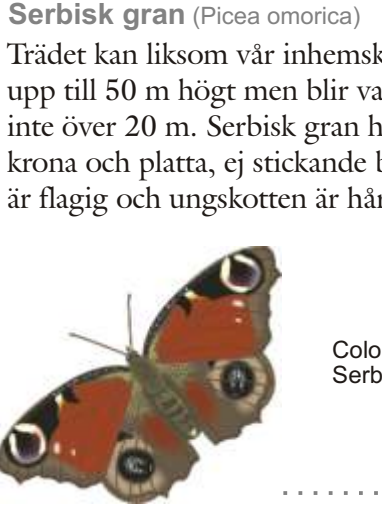 Serbisk gran (Picea omorica)
Trädet kan liksom vår inhemsk
upp till 50 m högt men blir va
inte över 20 m. Serbisk gran h
krona och platta, ej stickande b
är flagig och ungskotten är hår
Colo
Serb